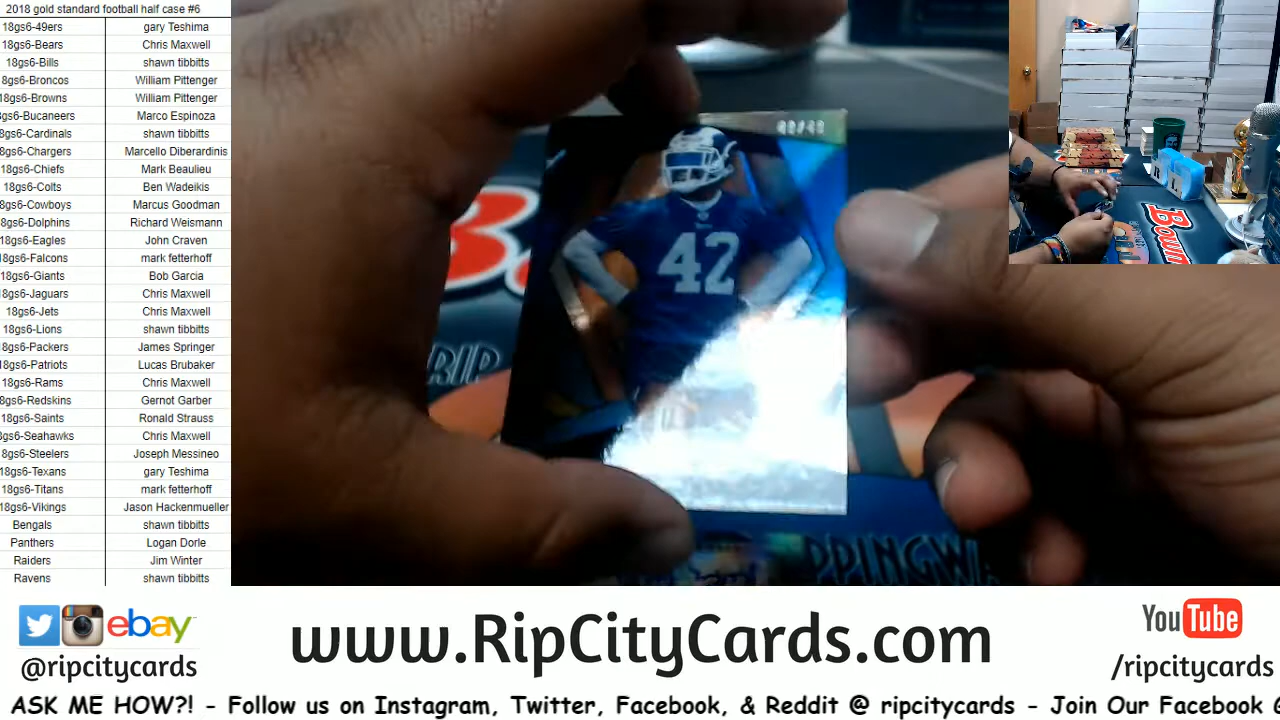 2018 gold standard football half case #6
18gs6-49ers gary Teshima
18gs6-Bears Chris Maxwell
18gs6-Bills shawn tibbitts
8gs6-Broncos William Pittenger
18gs6-Browns William Pittenger
gs6-Bucaneers Marco Espinoza
8gs6-Cardinals shawn tibbitts
8gs6-Chargers Marcello Diberardinis
18gs6-Chiefs Mark Beaulieu
18gs6-Colts Ben Wadeikis
8gs6-Cowboys Marcus Goodman
8gs6-Dolphins Richard Weismann
18gs6-Eagles John Craven
18gs6-Falcons mark fetterhoff
18gs6-Giants Bob Garcia
8gs6-Jaguars Chris Maxwell
18gs6-Jets Chris Maxwell
18gs6-Lions shawn tibbitts
8gs6-Packers James Springer
8gs6-Patriots Lucas Brubaker
18gs6-Rams Chris Maxwell
8gs6-Redskins Gernot Garber
18gs6-Saints Ronald Strauss
gs6-Seahawks Chris Maxwell
8gs6-Steelers Joseph Messineo
18gs6-Texans gary Teshima
18gs6-Titans mark fetterhoff
18gs6-Vikings Jason Hackenmueller
Bengals shawn tibbitts
Panthers Logan Dorle
Raiders Jim Winter
Ravens shawn tibbitts
42
RIP
PPINGW
Bown
ebay
@ripcitycards
www.RipCityCards.com
YouTube
/ripcitycards
ASK ME HOW?! - Follow us on Instagram, Twitter, Facebook, & Reddit @ ripcitycards - Join Our Facebook